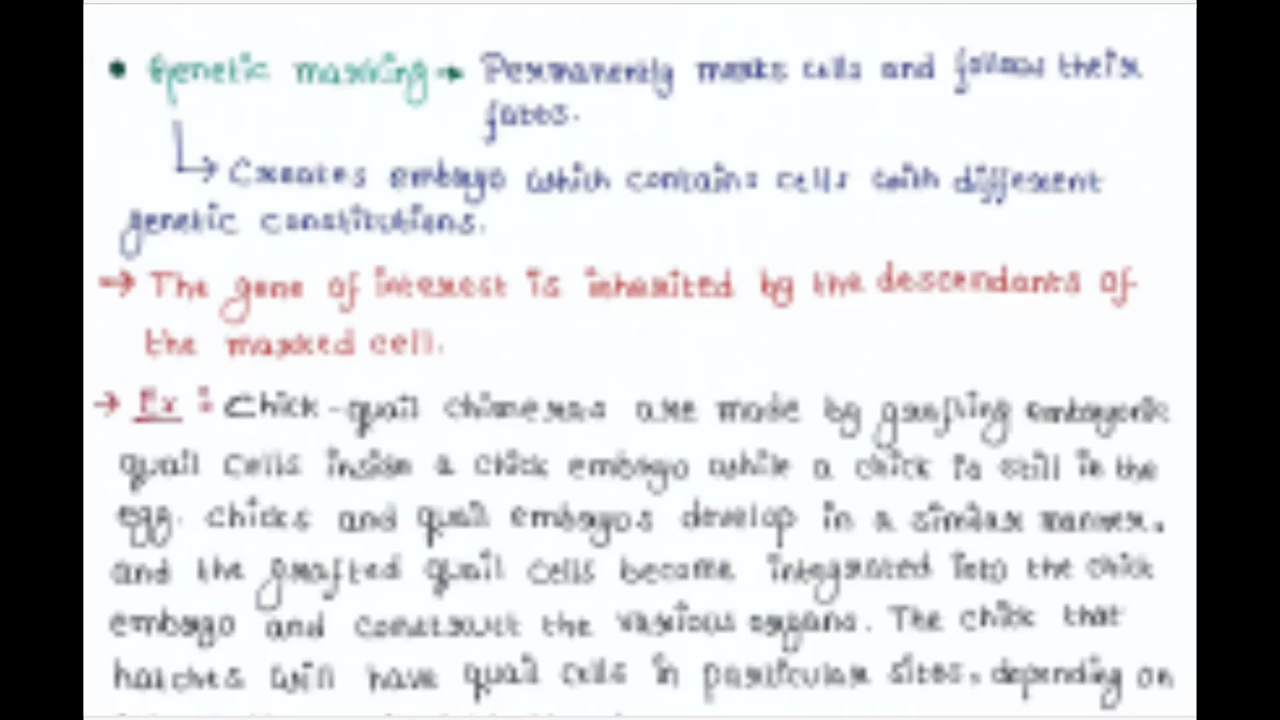 • Genetic marking → Permanently marks cells and follow their
fates.
↳ Creates embryo which contains cells with different
genetic constitutions.
→ The gene of interest is inherited by the descendants of
the marked cell.
→ Ex : Chick-quail chimeras are made by grafting embryonic
quail cells inside a chick embryo while a chick is still in the
egg. chicks and quail embryos develop in a similar manner,
and the grafted quail cells become integrated into the chick
embryo and construct the various organs. The chick that
hatches will have quail cells in particular sites, depending on